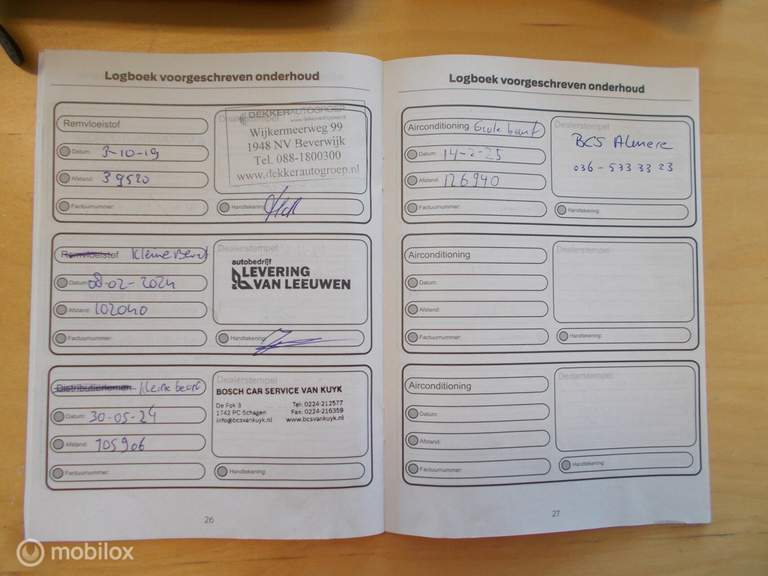 Logboek voorgeschreven onderhoud
Remvloeistof
Datum: 3-10-19
Afstand: 39520
Factuurnummer:
Dealerstempel
DEKKERAUTOGROEP
Wijkermeerweg 99
1948 NV Beverwijk
Tel. 088-1800300
www.dekkerautogroep.nl
Handtekening:
Remvloeistof Kleine Beurt
Datum: 08-02-2024
Afstand: 102040
Factuurnummer:
Dealerstempel
autobedrijf
LEVERING
VAN LEEUWEN
Handtekening:
Distributieriemen Kleine beurt
Datum: 30-05-24
Afstand: 105906
Factuurnummer:
Dealerstempel
BOSCH CAR SERVICE VAN KUYK
De Fok 3 Tel: 0224-212577
1742 PC Schagen Fax: 0224-216359
info@bcsvankuyk.nl www.bcsvankuyk.nl
Handtekening:
26
Logboek voorgeschreven onderhoud
Airconditioning Grote beurt
Datum: 14-2-25
Afstand: 126940
Factuurnummer:
Dealerstempel
BCS Almere
036-533 33 23
Handtekening:
Airconditioning
Datum:
Afstand:
Factuurnummer:
Dealerstempel
Handtekening:
Airconditioning
Datum:
Afstand:
Factuurnummer:
Dealerstempel
Handtekening:
27
mobilox